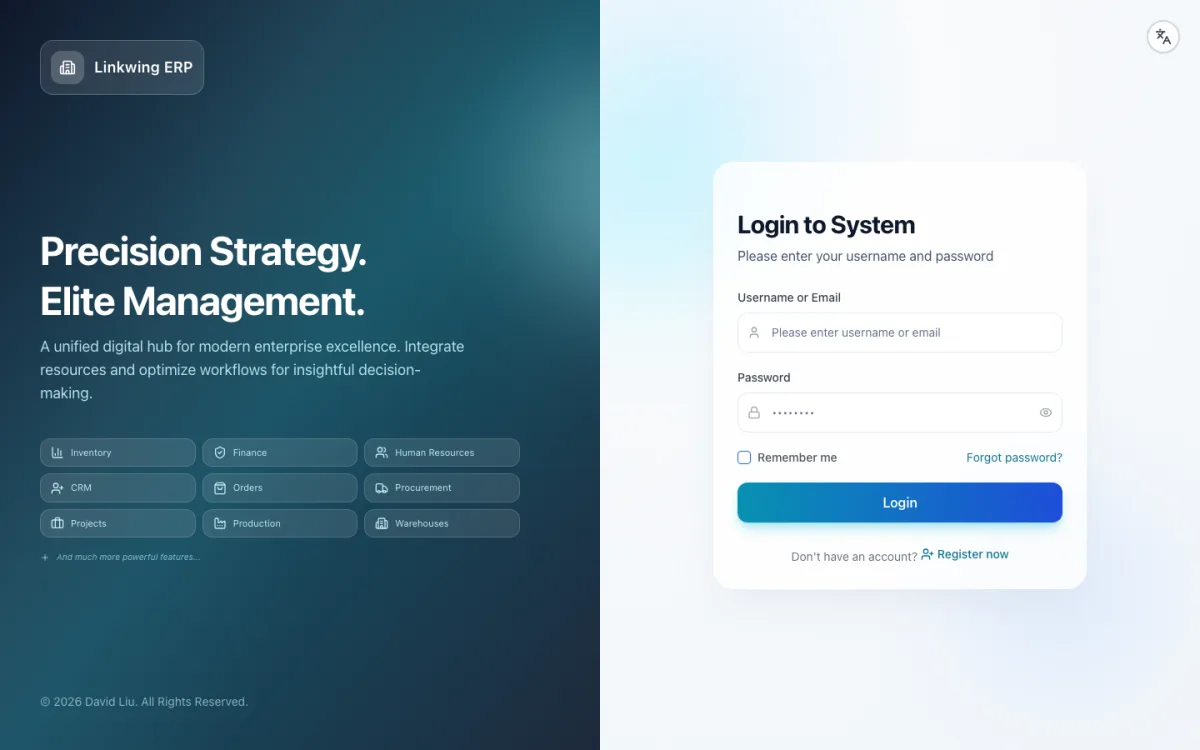 Linkwing ERP
Precision Strategy.
Elite Management.
A unified digital hub for modern enterprise excellence. Integrate
resources and optimize workflows for insightful decision-
making.
Inventory
Finance
Human Resources
CRM
Orders
Procurement
Projects
Production
Warehouses
And much more powerful features...
© 2026 David Liu. All Rights Reserved.
Login to System
Please enter your username and password
Username or Email
Please enter username or email
Password
••••••••
Remember me
Forgot password?
Login
Don't have an account? Register now